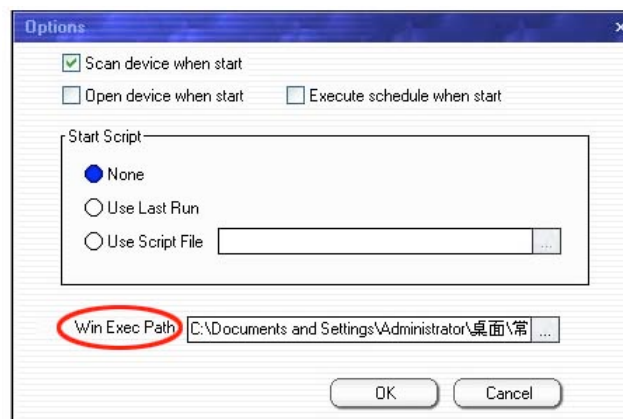 Options
Scan device when start
Open device when start Execute schedule when start
Start Script
None
Use Last Run
Use Script File ...
Win Exec Path C:\Documents and Settings\Administrator\桌面\常 ...
OK Cancel